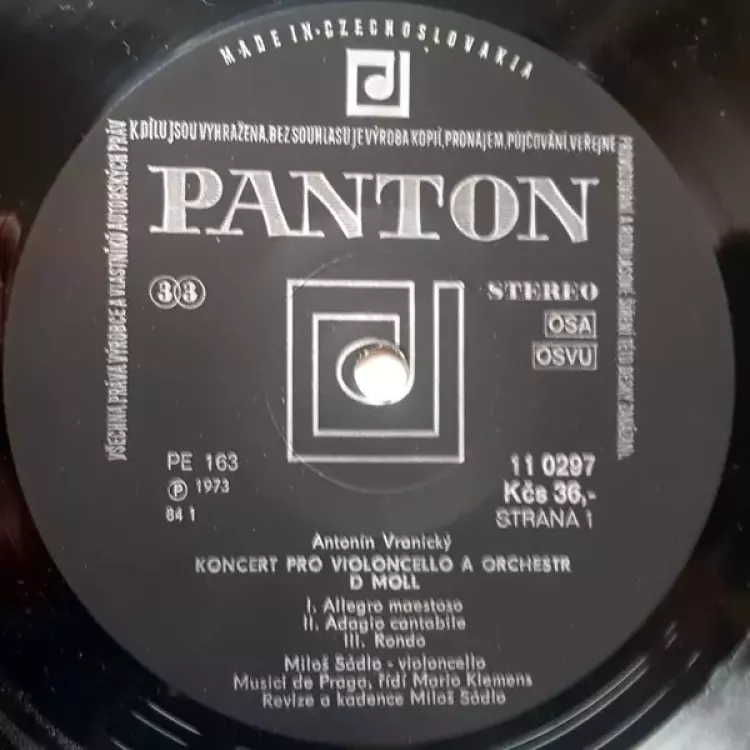 MADE IN CZECHOSLOVAKIA
VŠECHNA PRÁVA VÝROBCE A VLASTNÍKŮ AUTORSKÝCH PRÁV
K DÍLU JSOU VYHRAŽENA. BEZ SOUHLASU JE VÝROBA KOPIÍ, PRONÁJEM, PŮJČOVÁNÍ, VEŘEJNÉ
PROVOZOVÁNÍ A ROZHLASOVÉ ŠÍŘENÍ TÉTO DESKY ZAKÁZÁNO.
PANTON
33
STEREO
OSA
OSVU
PE 163
℗ 1973
84 1
11 0297
Kčs 36,-
STRANA 1
Antonín Vranický
KONCERT PRO VIOLONCELLO A ORCHESTR
D MOLL
I. Allegro maestoso
II. Adagio cantabile
III. Rondo
Miloš Sádlo - violoncello
Musici de Praga, řídí Mario Klemens
Revize a kadence Miloš Sádlo